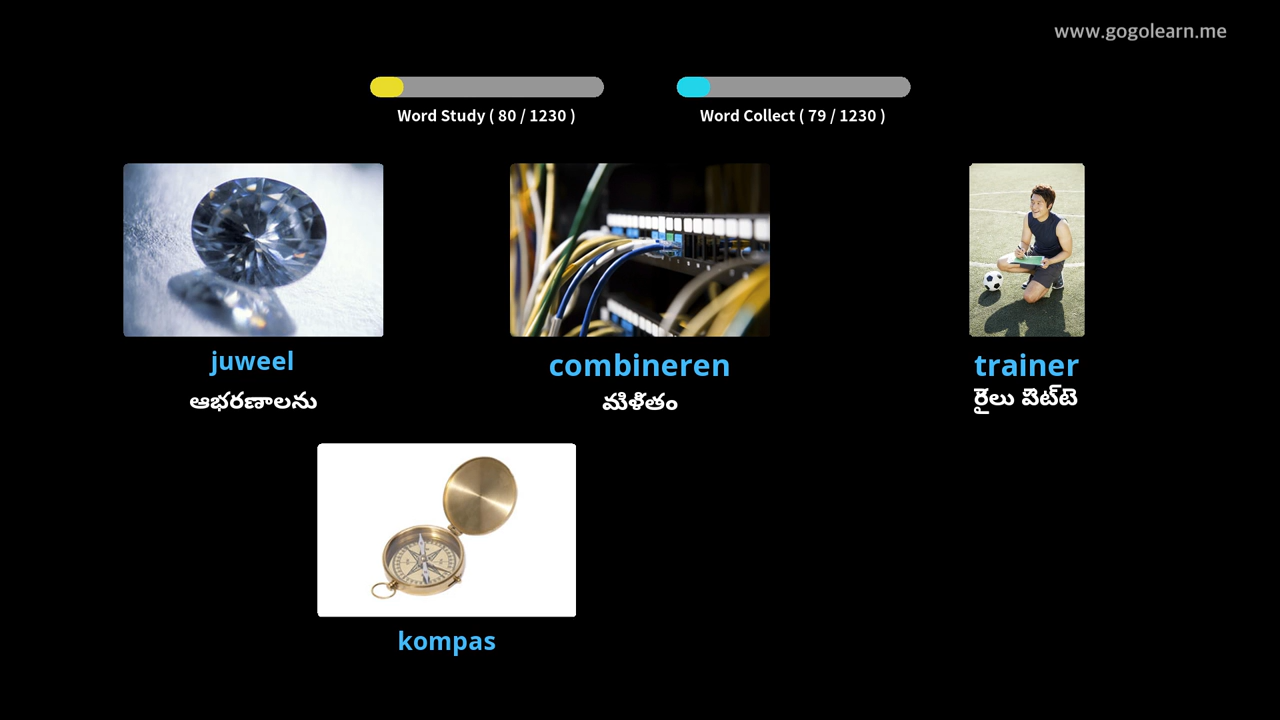 www.gogolearn.me
Word Study ( 80 / 1230 )
Word Collect ( 79 / 1230 )
juweel
combineren
trainer
ఆభరణాలను
మిళితం
రైలు పెట్టె
kompas